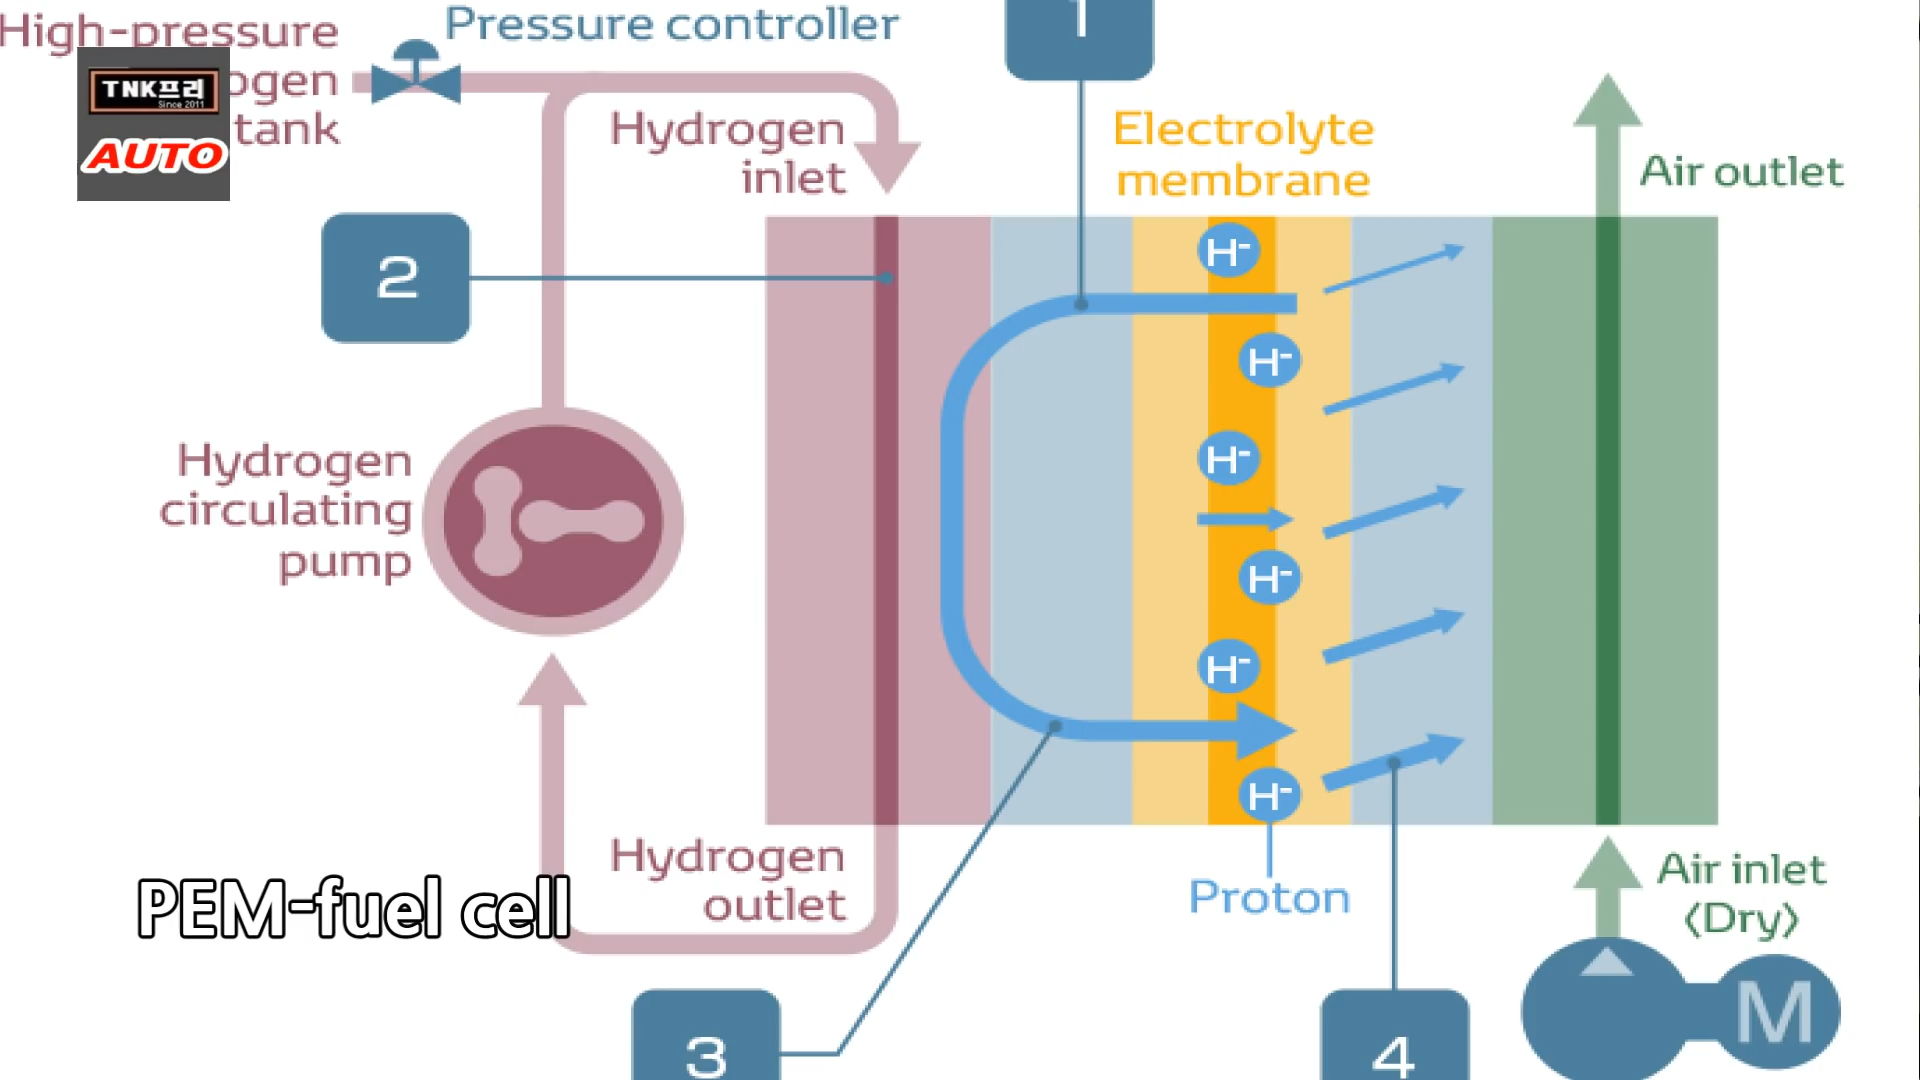 High-pressure
ogen
tank
TNK프리
Since 2011
AUTO
Pressure controller
1
Hydrogen
inlet
Electrolyte
membrane
Air outlet
2
H-
H-
H-
H-
H-
H-
Hydrogen
circulating
pump
Hydrogen
outlet
Proton
Air inlet
(Dry)
PEM-fuel cell
3
4
M